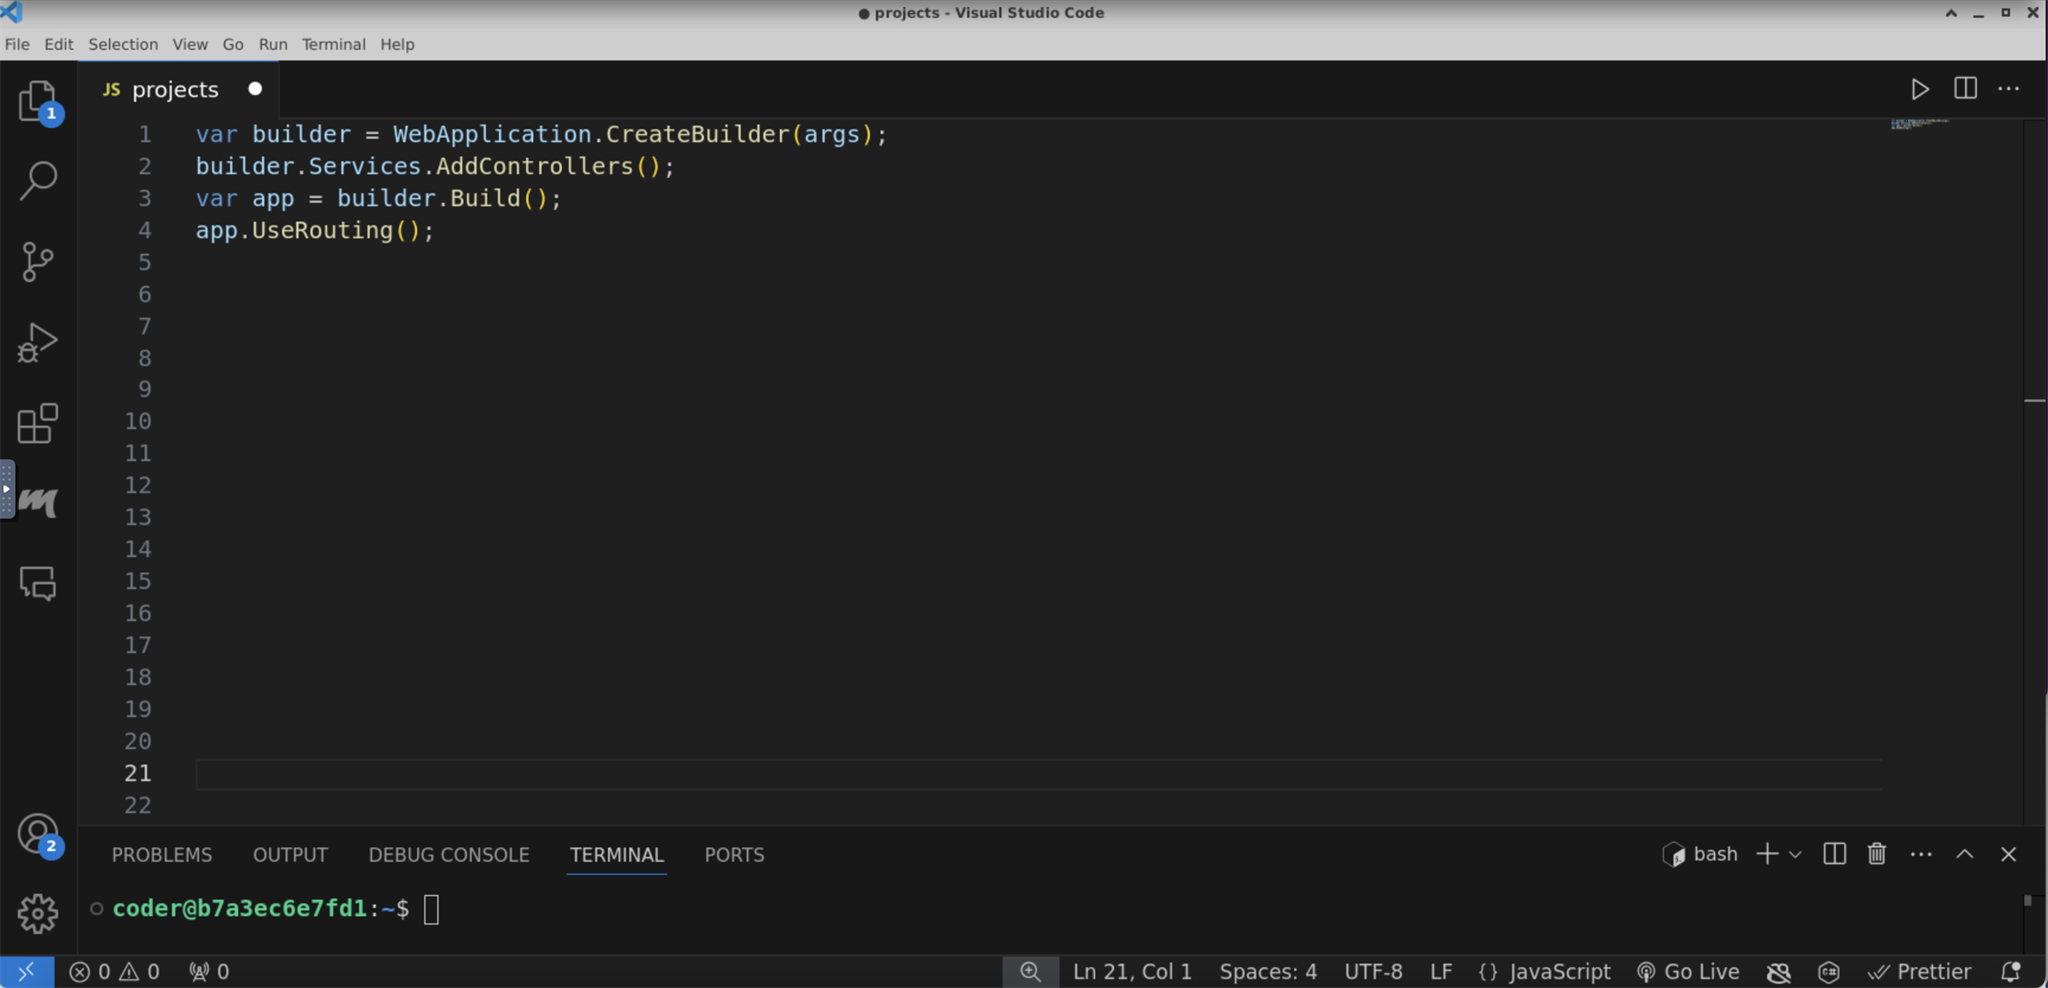 ● projects - Visual Studio Code
File Edit Selection View Go Run Terminal Help
JS projects
1
1 var builder = WebApplication.CreateBuilder(args);
2 builder.Services.AddControllers();
3 var app = builder.Build();
4 app.UseRouting();
5
6
7
8
9
10
11
12
13
14
15
16
17
18
19
20
21
22
2
PROBLEMS OUTPUT DEBUG CONSOLE TERMINAL PORTS bash
coder@b7a3ec6e7fd1:~$
0 0 0 Ln 21, Col 1 Spaces: 4 UTF-8 LF {} JavaScript Go Live Prettier